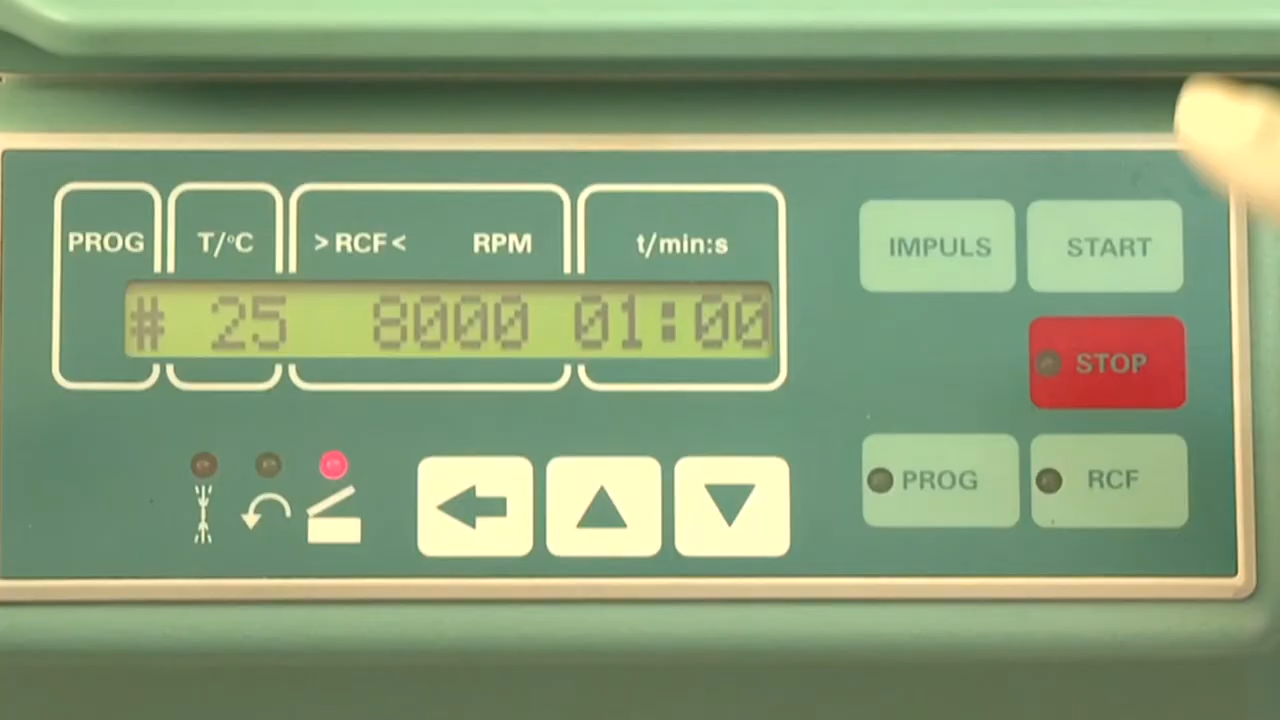 PROG T/°C >RCF< RPM t/min:s
# 25 8000 01:00
IMPULS START
STOP
PROG RCF